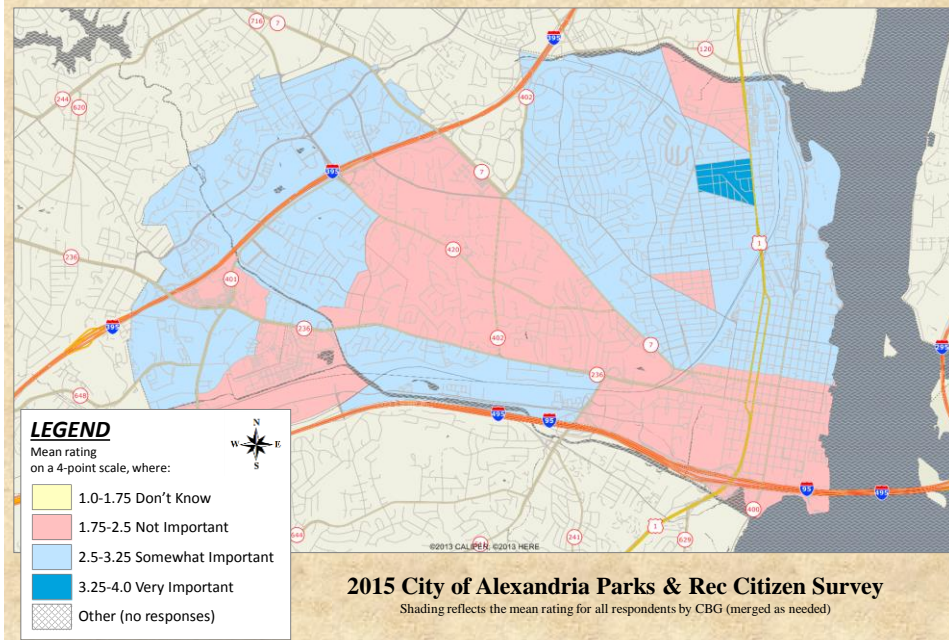 395
716
7
120
402
244
620
7
395
1
236
420
401
395
236
402
7
236
295
648
495
95
95
495
400
1
644
241
629
©2013 CALIPER, ©2013 HERE
LEGEND
Mean rating
on a 4-point scale, where:
N
W E
S
1.0-1.75 Don’t Know
1.75-2.5 Not Important
2.5-3.25 Somewhat Important
3.25-4.0 Very Important
Other (no responses)
2015 City of Alexandria Parks & Rec Citizen Survey
Shading reflects the mean rating for all respondents by CBG (merged as needed)